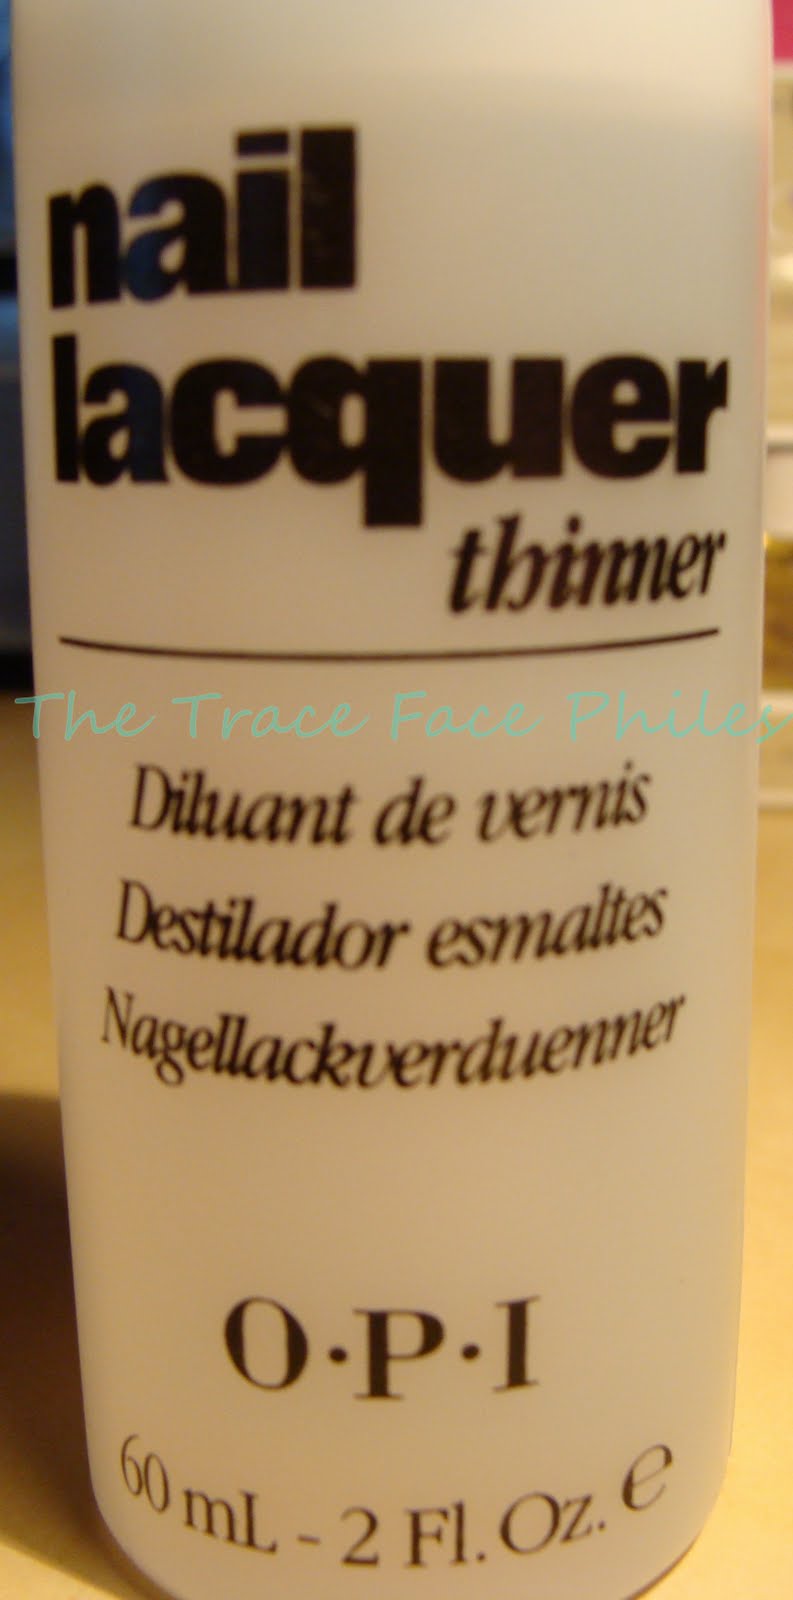 nail
lacquer
thinner
The Trace Face Philes
Diluant de vernis
Destilador esmaltes
Nagellackverduenner
O·P·I
60 mL - 2 Fl. Oz. ℮